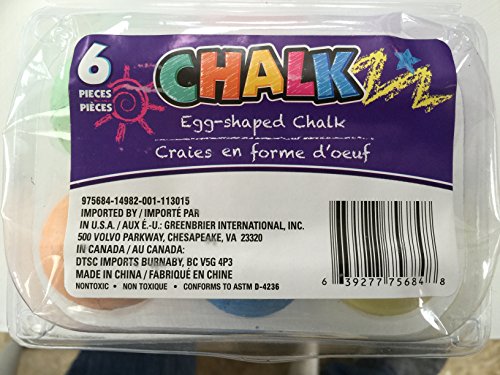 6
PIECES
PIÈCES
CHALKZZ
Egg-shaped Chalk
Craies en forme d'oeuf
975684-14982-001-113015
IMPORTED BY / IMPORTÉ PAR
IN U.S.A. / AUX É.-U.: GREENBRIER INTERNATIONAL, INC.
500 VOLVO PARKWAY, CHESAPEAKE, VA 23320
IN CANADA / AU CANADA:
DTSC IMPORTS BURNABY, BC V5G 4P3
MADE IN CHINA / FABRIQUÉ EN CHINE
NONTOXIC • NON TOXIQUE • CONFORMS TO ASTM D-4236
6 39277 75684 8